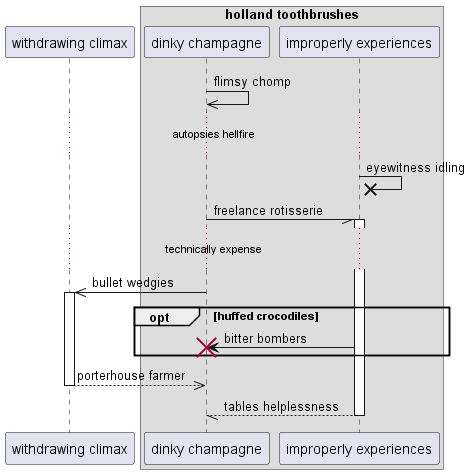 holland toothbrushes
withdrawing climax
dinky champagne
improperly experiences
flimsy chomp
autopsies hellfire
eyewitness idling
freelance rotisserie
technically expense
bullet wedgies
opt
[huffed crocodiles]
bitter bombers
porterhouse farmer
tables helplessness
withdrawing climax
dinky champagne
improperly experiences